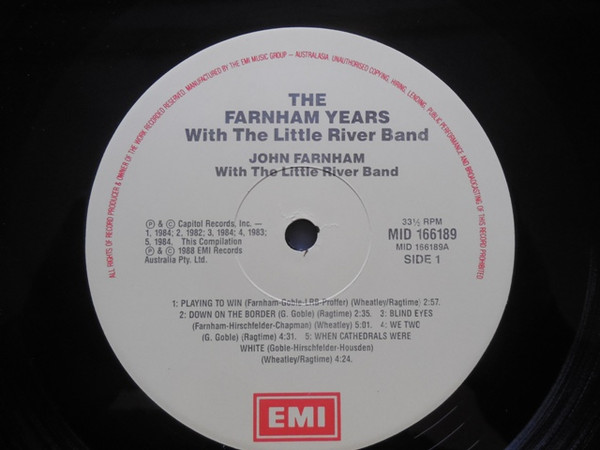 ALL RIGHTS OF RECORD PRODUCER & OWNER OF THE WORK RECORDED RESERVED. MANUFACTURED BY THE EMI MUSIC GROUP – AUSTRALASIA. UNAUTHORISED COPYING, HIRING, LENDING, PUBLIC PERFORMANCE AND BROADCASTING OF THIS RECORD PROHIBITED
THE
FARNHAM YEARS
With The Little River Band
JOHN FARNHAM
With The Little River Band
℗ & © Capitol Records, Inc. –
1, 1984; 2, 1982; 3, 1984; 4, 1983;
5, 1984. This Compilation
℗ & © 1988 EMI Records
Australia Pty. Ltd.
33⅓ RPM
MID 166189
MID 166189A
SIDE 1
1: PLAYING TO WIN (Farnham-Goble-LRB-Proffer) (Wheatley/Ragtime) 2:57.
2: DOWN ON THE BORDER (G. Goble) (Ragtime) 2:35. 2: BLIND EYES
(Farnham-Hirschfelder-Chapman) (Wheatley) 5:01. 4: WE TWO
(G. Goble) (Ragtime) 4:31. 5: WHEN CATHEDRALS WERE
WHITE (Goble-Hirschfelder-Housden)
(Wheatley/Ragtime) 4:24.
EMI